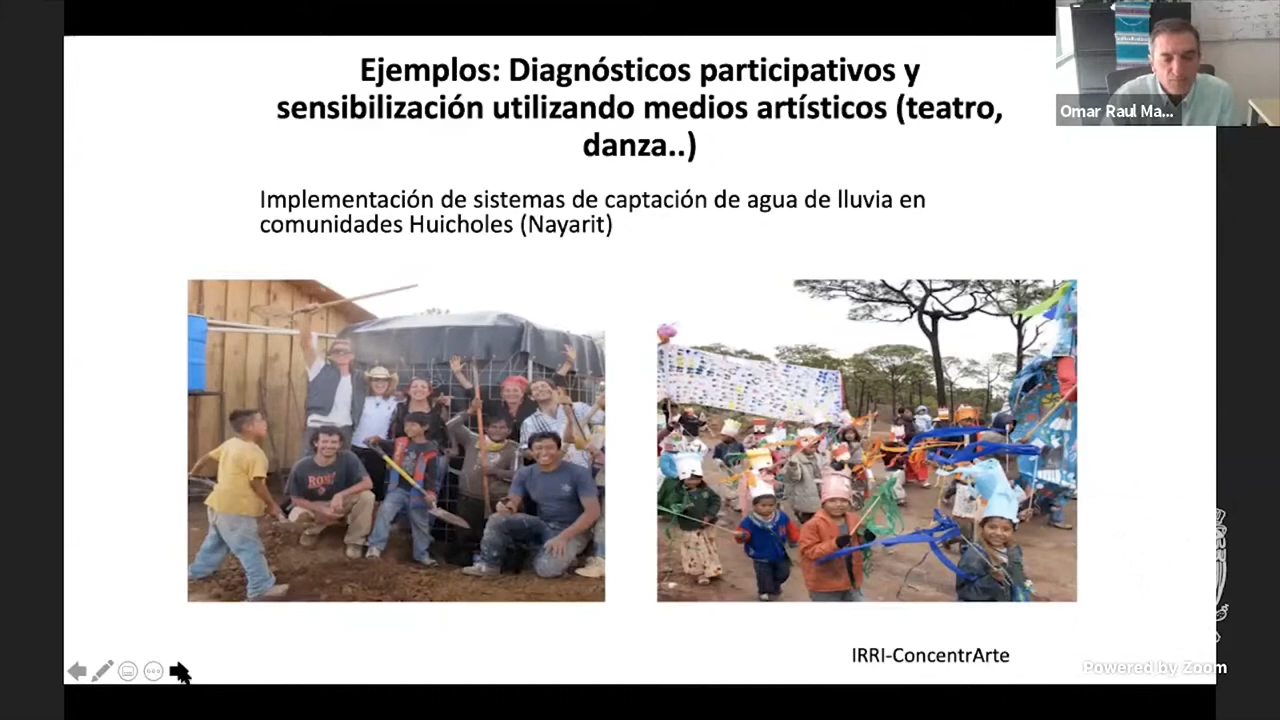 Ejemplos: Diagnósticos participativos y
sensibilización utilizando medios artísticos (teatro,
danza..)
Omar Raul Ma...
Implementación de sistemas de captación de agua de lluvia en
comunidades Huicholes (Nayarit)
IRRI-ConcentrArte
Powered by Zoom